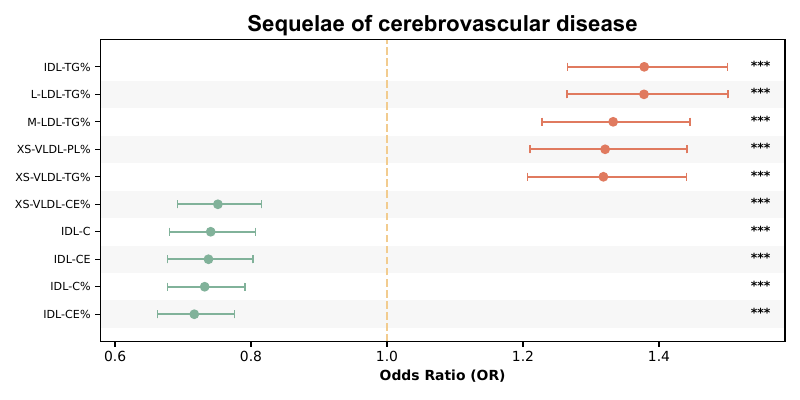 Sequelae of cerebrovascular disease
IDL-TG% ***
L-LDL-TG% ***
M-LDL-TG% ***
XS-VLDL-PL% ***
XS-VLDL-TG% ***
XS-VLDL-CE% ***
IDL-C ***
IDL-CE ***
IDL-C% ***
IDL-CE% ***
0.6 0.8 1.0 1.2 1.4
Odds Ratio (OR)